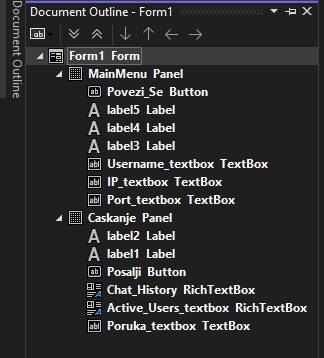 Document Outline - Form1
Document Outline
Form1 Form
MainMenu Panel
Povezi_Se Button
label5 Label
label4 Label
label3 Label
Username_textbox TextBox
IP_textbox TextBox
Port_textbox TextBox
Caskanje Panel
label2 Label
label1 Label
Posalji Button
Chat_History RichTextBox
Active_Users_textbox RichTextBox
Poruka_textbox TextBox